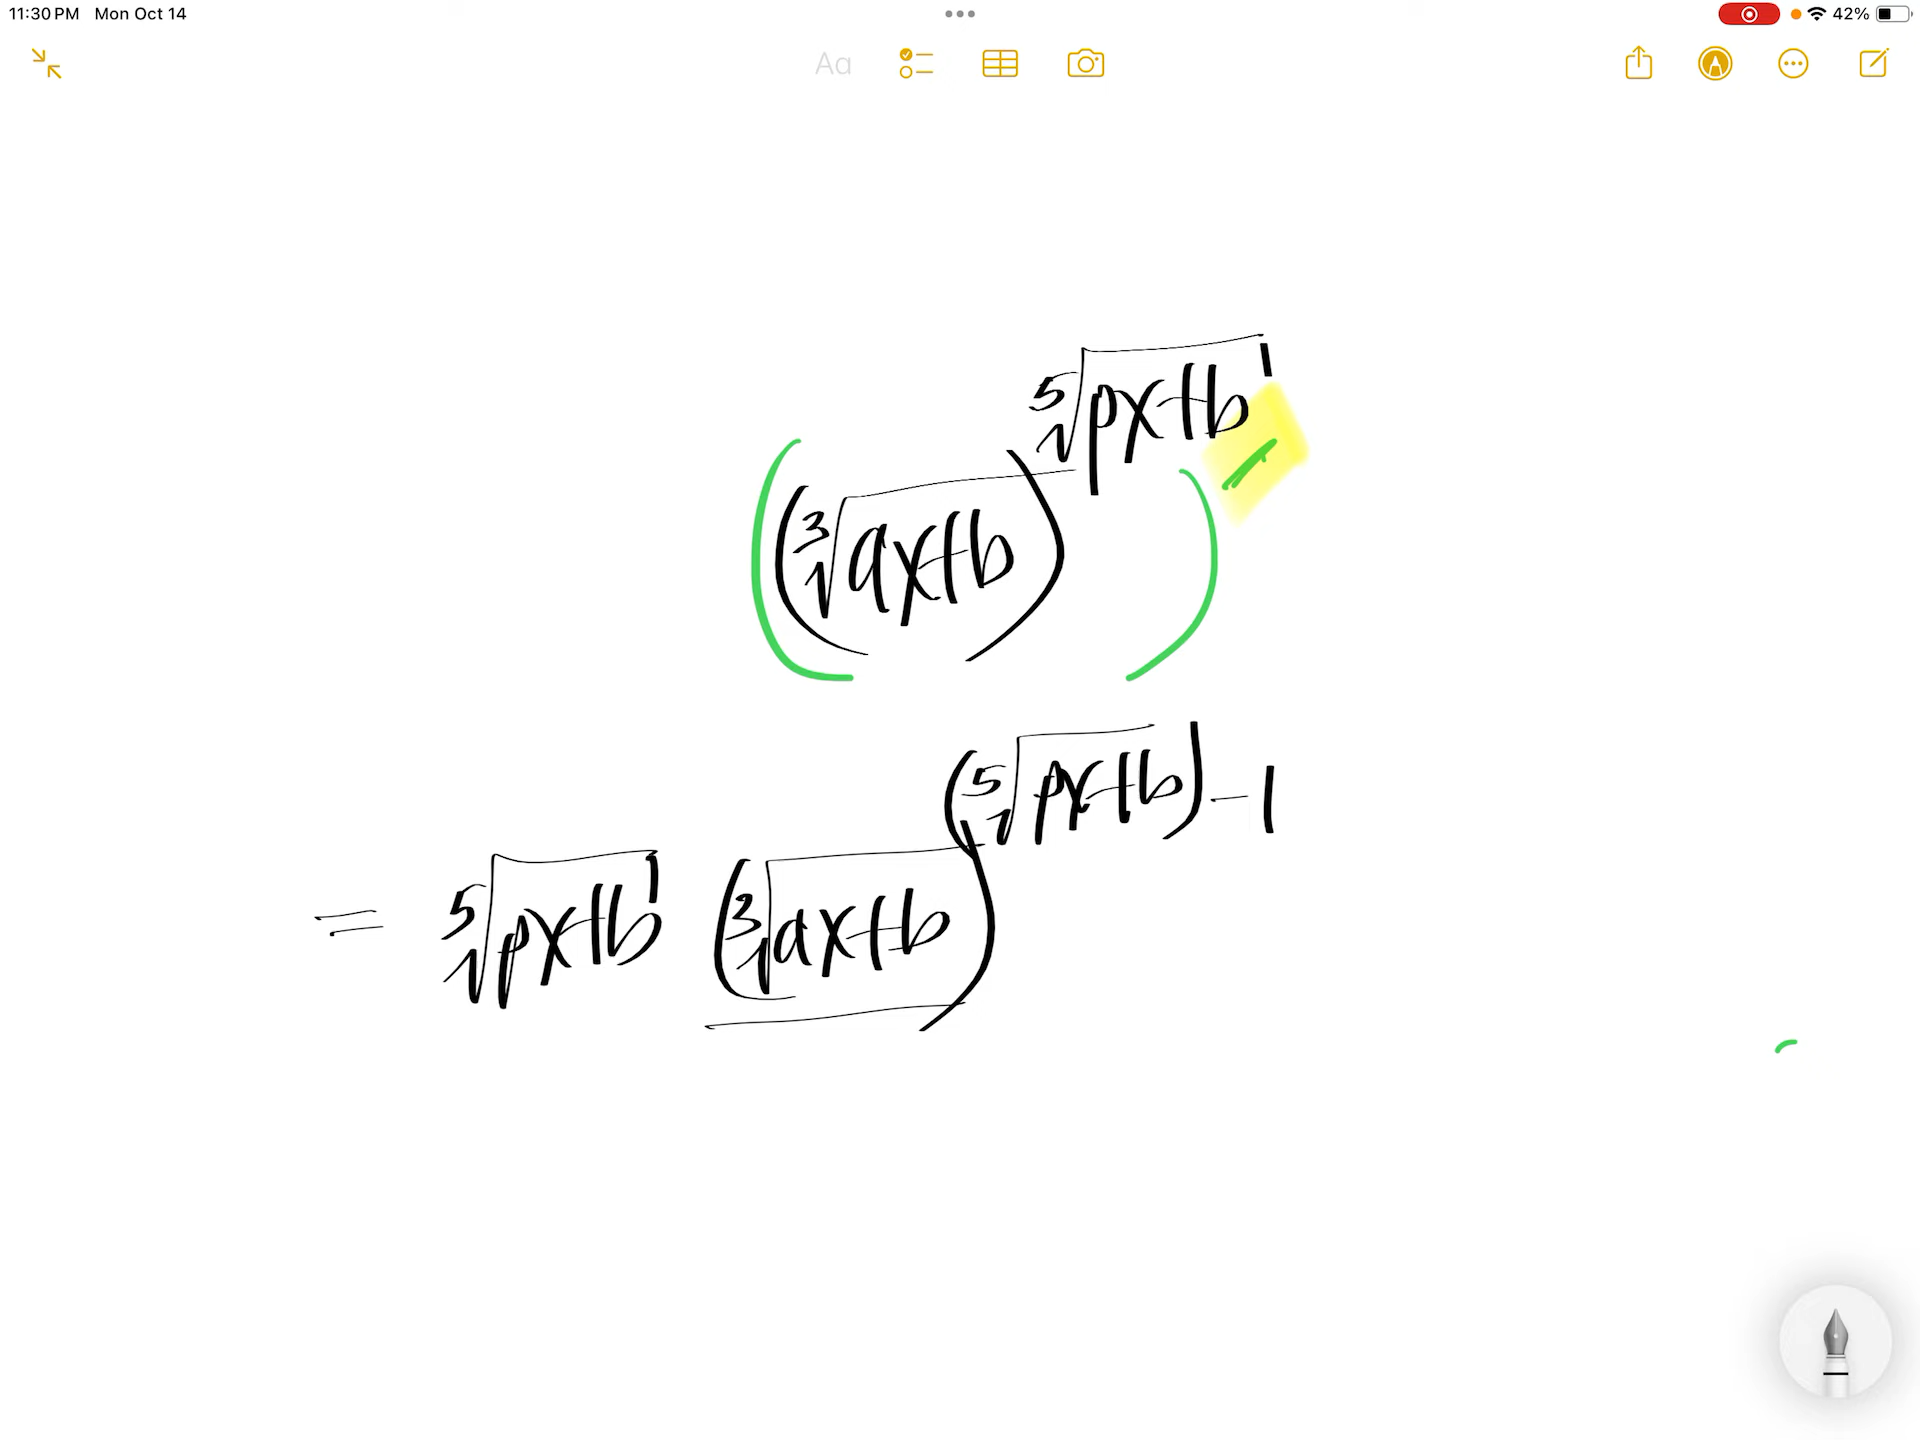 11:30 PM Mon Oct 14 42%
Aa
((∛(ax+b))^(⁵√(px+b)))'
= ⁵√(px+b) (∛(ax+b))^((⁵√(px+b))-1)